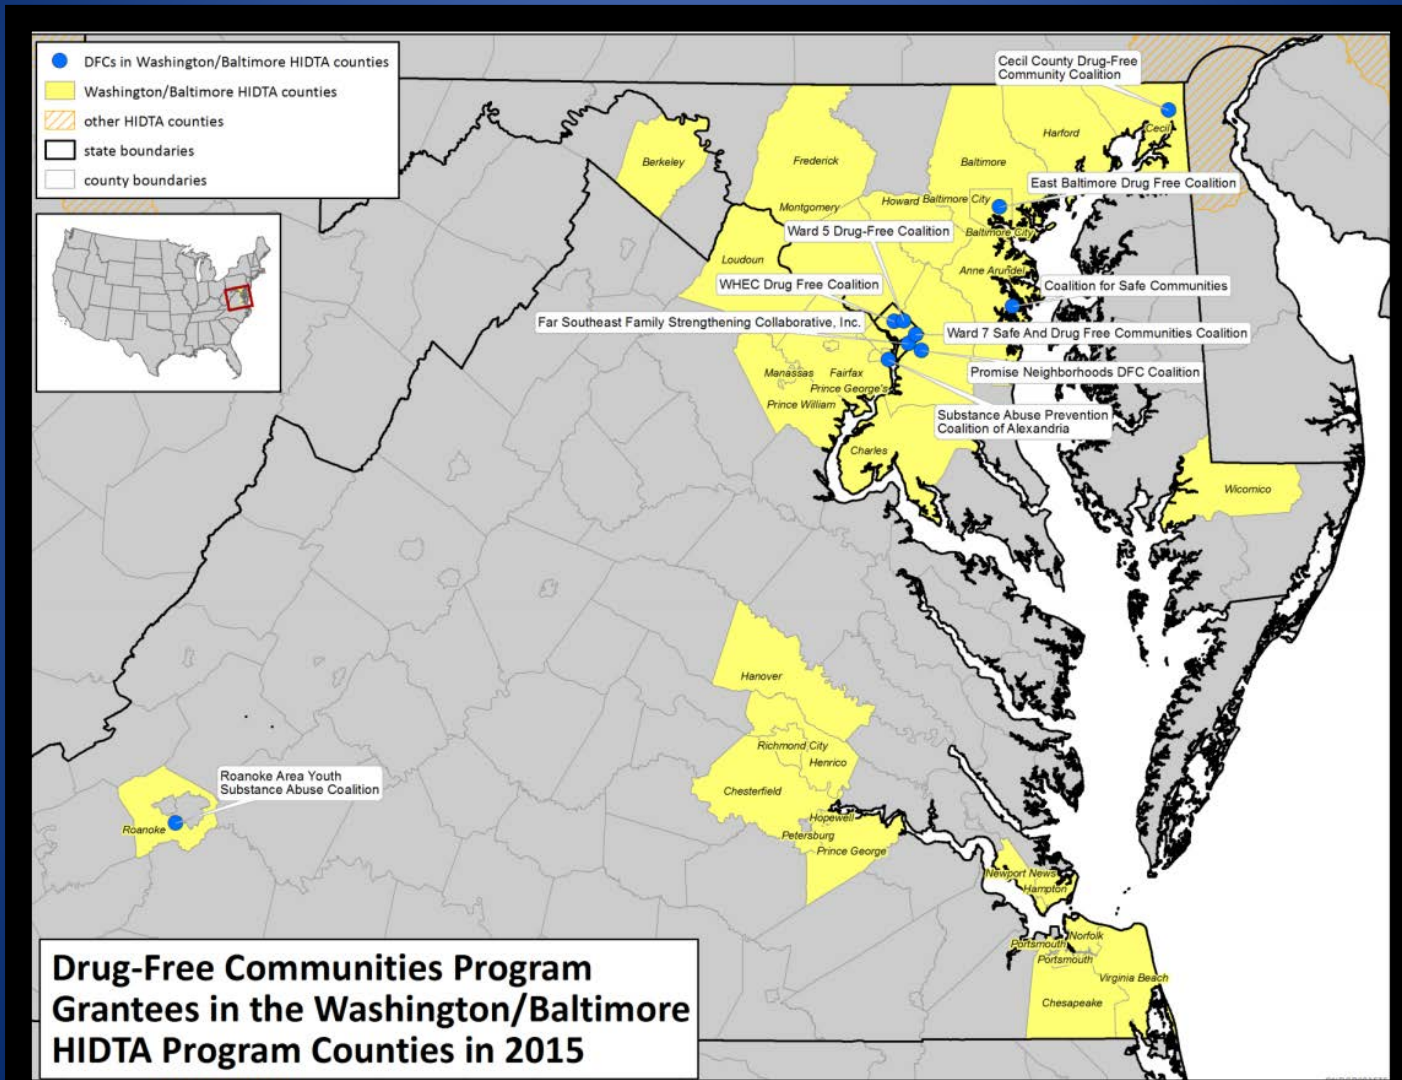 DFCs in Washington/Baltimore HIDTA counties
Washington/Baltimore HIDTA counties
other HIDTA counties
state boundaries
county boundaries
Cecil County Drug-Free
Community Coalition
Cecil
Harford
Berkeley
Frederick
Baltimore
East Baltimore Drug Free Coalition
Montgomery
Howard
Baltimore City
Ward 5 Drug-Free Coalition
Baltimore City
Loudoun
Anne Arundel
WHEC Drug Free Coalition
Coalition for Safe Communities
Far Southeast Family Strengthening Collaborative, Inc.
Ward 7 Safe And Drug Free Communities Coalition
Manassas
Fairfax
Promise Neighborhoods DFC Coalition
Prince George's
Prince William
Substance Abuse Prevention
Coalition of Alexandria
Charles
Wicomico
Hanover
Richmond City
Henrico
Chesterfield
Roanoke Area Youth
Substance Abuse Coalition
Hopewell
Roanoke
Petersburg
Prince George
Newport News
Hampton
Norfolk
Portsmouth
Portsmouth
Virginia Beach
Chesapeake
Drug-Free Communities Program
Grantees in the Washington/Baltimore
HIDTA Program Counties in 2015